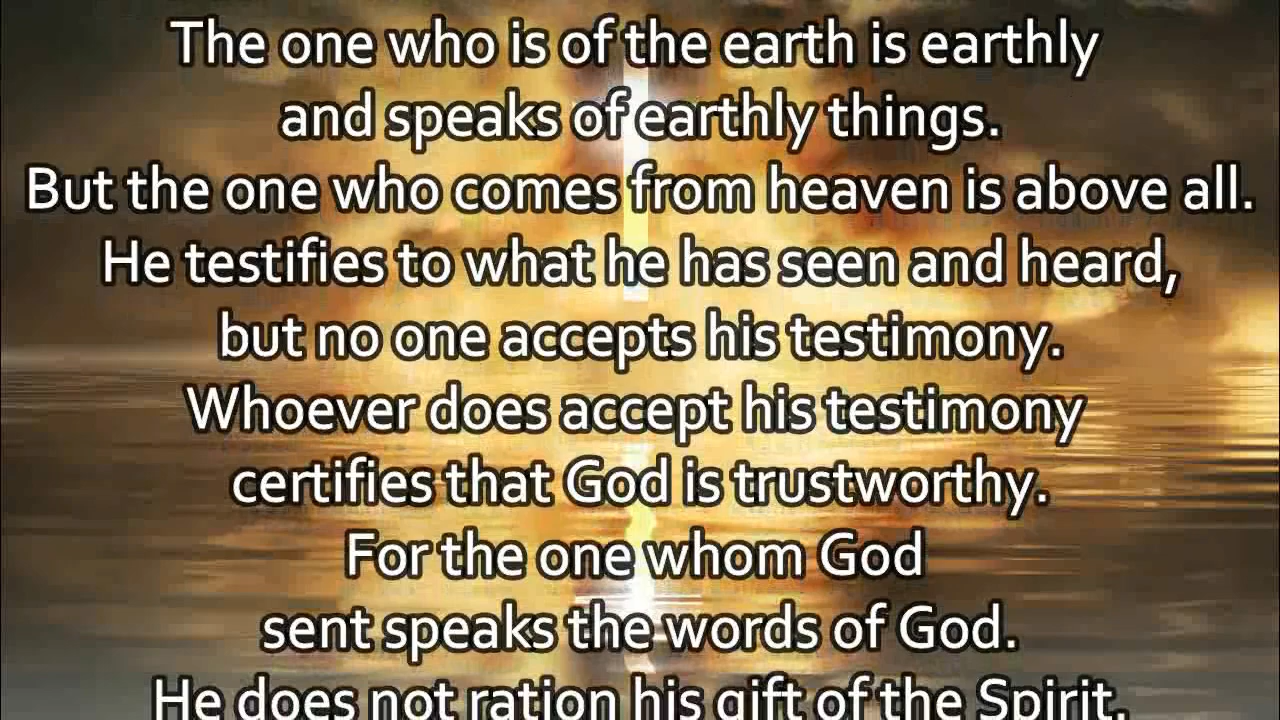 The one who is of the earth is earthly
and speaks of earthly things.
But the one who comes from heaven is above all.
He testifies to what he has seen and heard,
but no one accepts his testimony.
Whoever does accept his testimony
certifies that God is trustworthy.
For the one whom God
sent speaks the words of God.
He does not ration his gift of the Spirit.